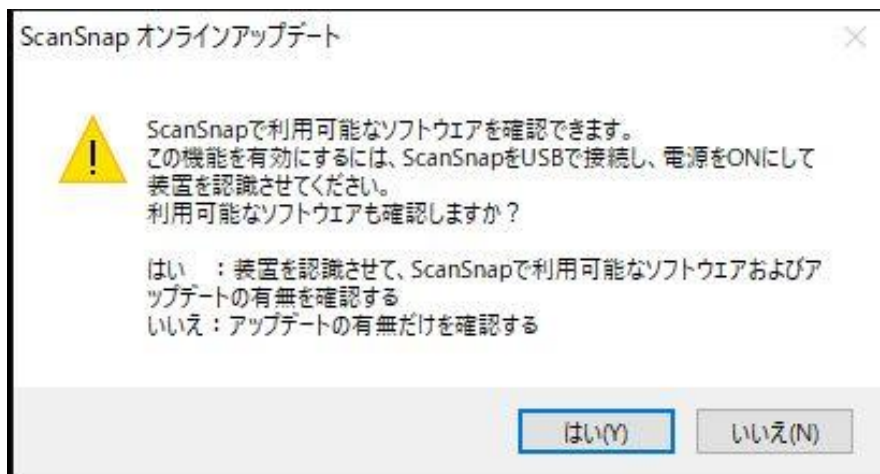 ScanSnap オンラインアップデート
ScanSnapで利用可能なソフトウエアを確認できます。
この機能を有効にするには、ScanSnapをUSBで接続し、電源をONにして
装置を認識させてください。
利用可能なソフトウェアも確認しますか？
はい　：装置を認識させて、ScanSnapで利用可能なソフトウエアおよびア
ップデートの有無を確認する
いいえ：アップデートの有無だけを確認する
はい(Y)
いいえ(N)